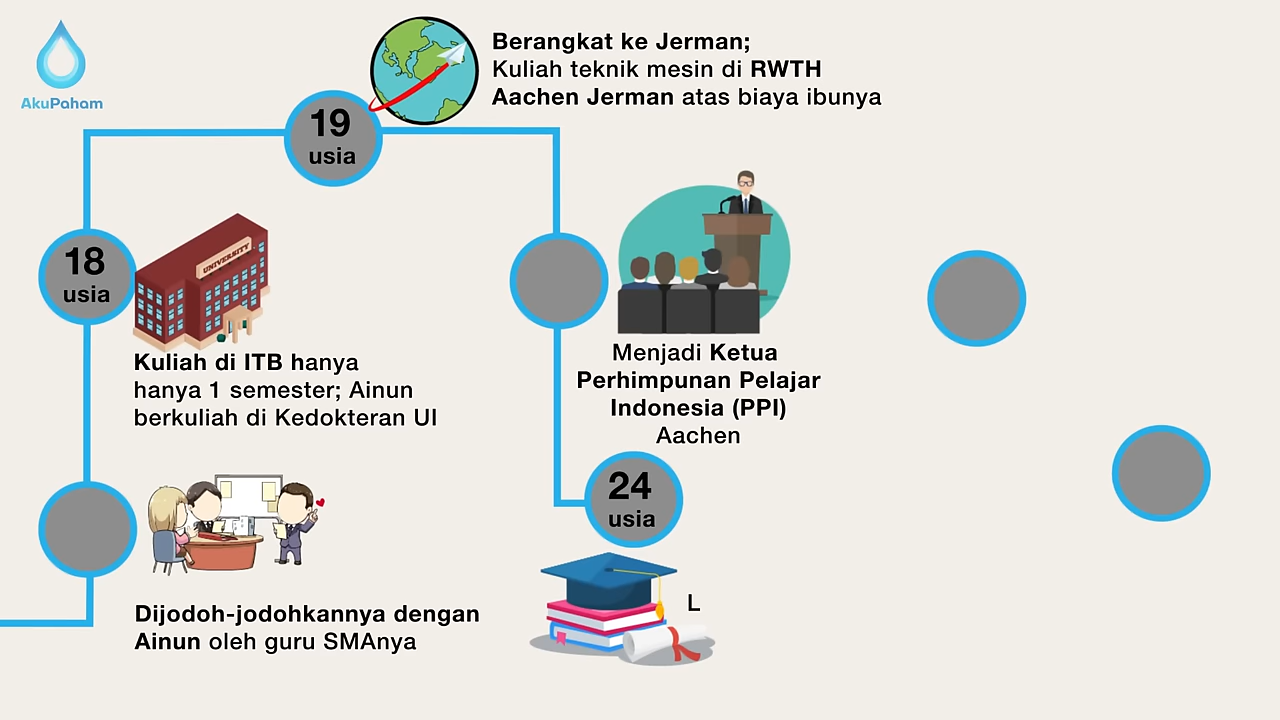 AkuPaham
Berangkat ke Jerman;
Kuliah teknik mesin di RWTH
Aachen Jerman atas biaya ibunya
19
usia
18
usia
UNIVERSITY
Kuliah di ITB hanya
hanya 1 semester; Ainun
berkuliah di Kedokteran UI
Menjadi Ketua
Perhimpunan Pelajar
Indonesia (PPI)
Aachen
24
usia
L
Dijodoh-jodohkannya dengan
Ainun oleh guru SMAnya